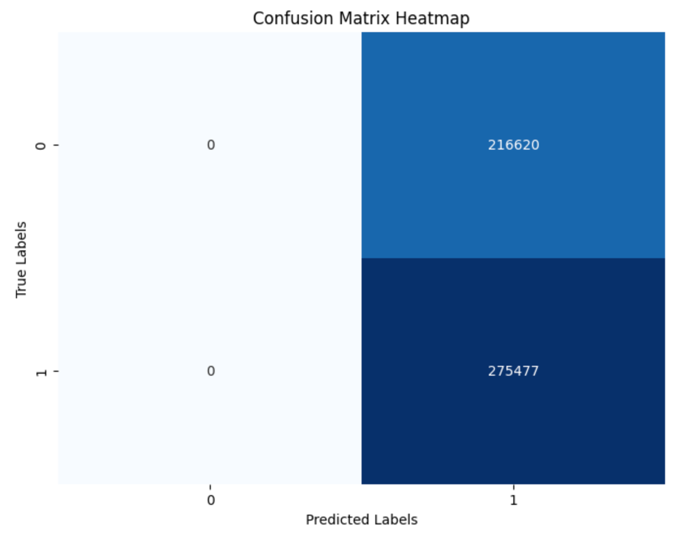 Confusion Matrix Heatmap
0
0
216620
True Labels
1
0
275477
0
1
Predicted Labels